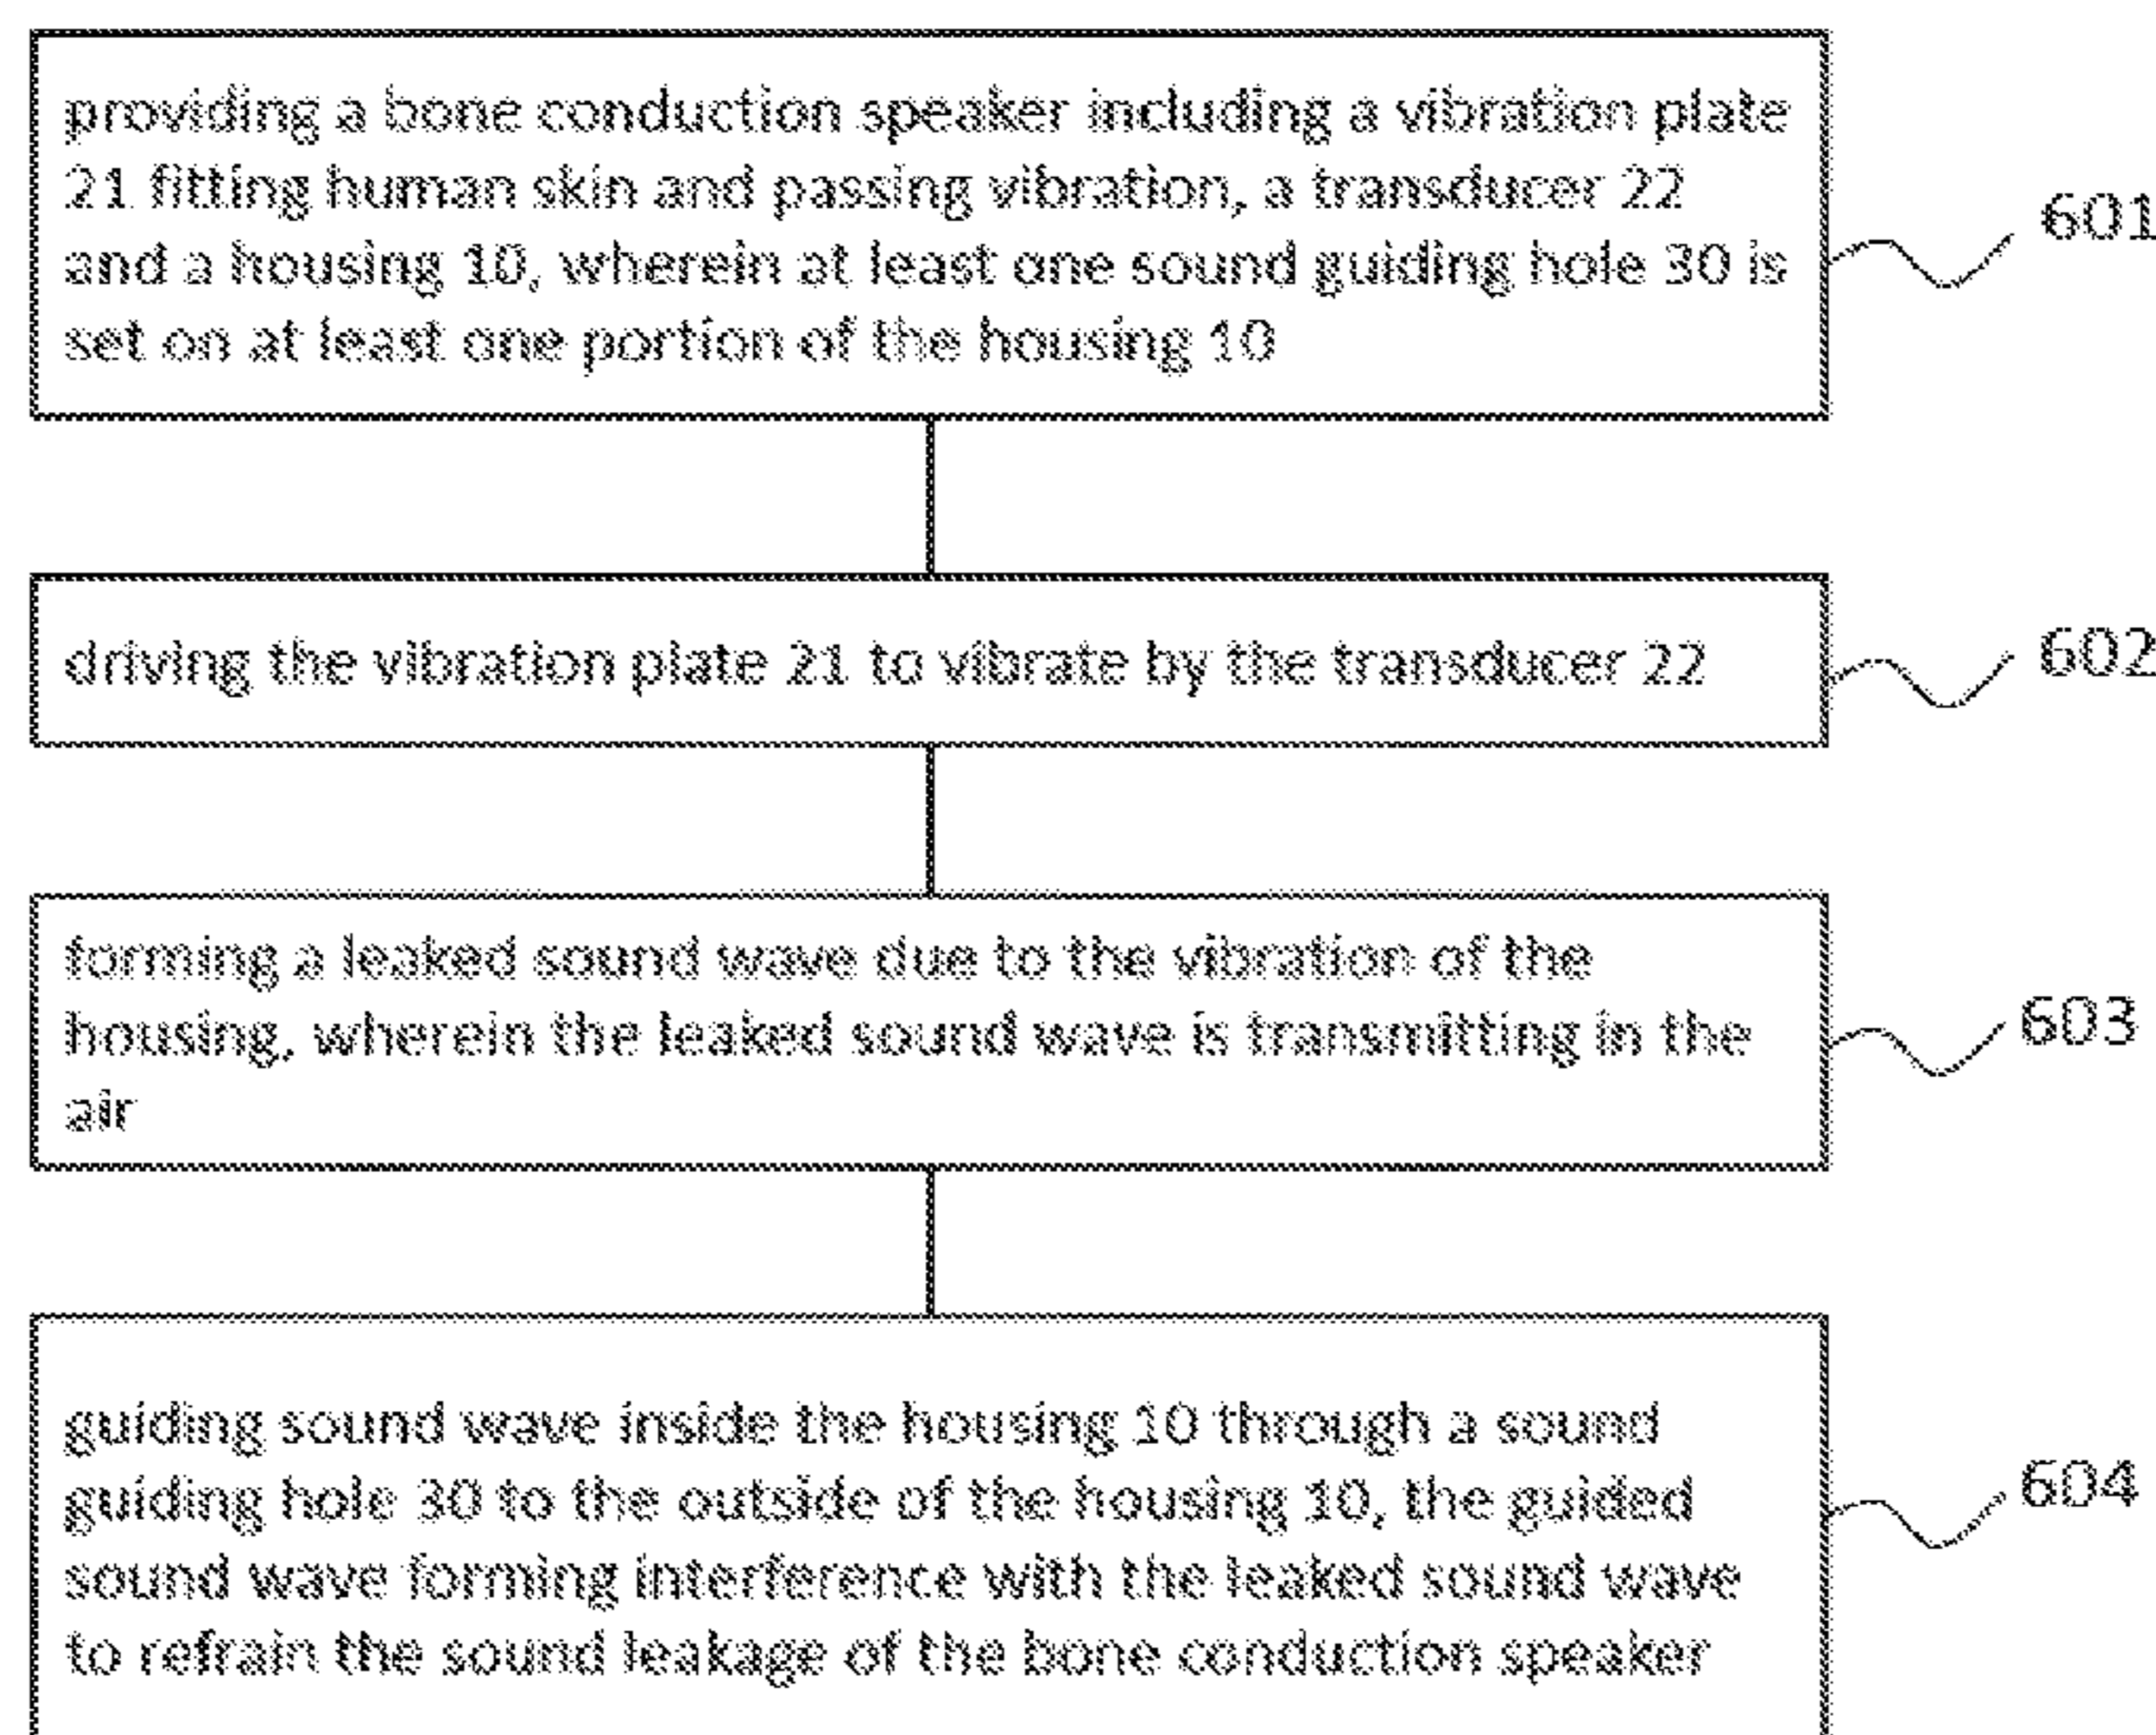 providing a bone conduction speaker including a vibration plate
21 fitting human skin and passing vibration, a transducer 22
and a housing 10, wherein at least one sound guiding hole 30 is
set on at least one portion of the housing 10
601
driving the vibration plate 21 to vibrate by the transducer 22
602
forming a leaked sound wave due to the vibration of the
housing, wherein the leaked sound wave is transmitting in the
air
603
guiding sound wave inside the housing 10 through a sound
guiding hole 30 to the outside of the housing 10, the guided
sound wave forming interference with the leaked sound wave
to refrain the sound leakage of the bone conduction speaker
604